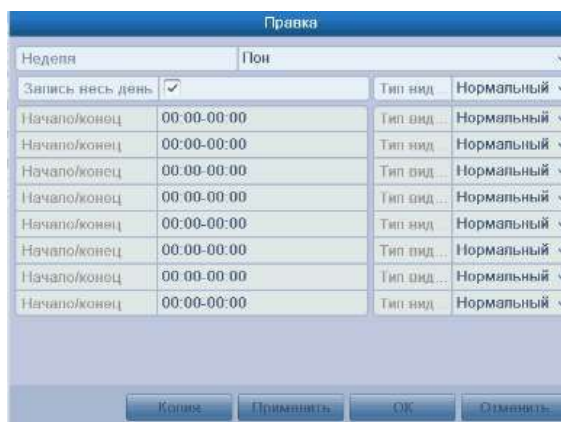 Правка
Неделя Пон
Запись весь день Тип вид Нормальный
Начало/конец 00:00-00:00 Тип вид... Нормальный
Начало/конец 00:00-00:00 Тип вид Нормальный
Начало/конец 00:00-00:00 Тип вид... Нормальный
Начало/конец 00:00-00:00 Тип вид... Нормальный
Начало/конец 00:00-00:00 Тип вид Нормальный
Начало/конец 00:00-00:00 Тип вид... Нормальный
Начало/конец 00:00-00:00 Тип вид... Нормальный
Начало/конец 00:00-00:00 Тип вид Нормальный
Копия Применить ОК Отменить